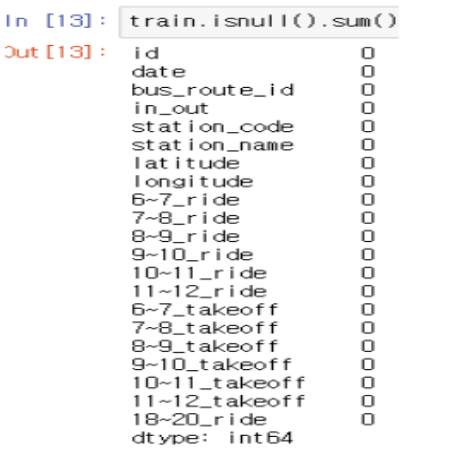 In [13]: train.isnull().sum()
Out[13]: id 0
date 0
bus_route_id 0
in_out 0
station_code 0
station_name 0
latitude 0
longitude 0
6~7_ride 0
7~8_ride 0
8~9_ride 0
9~10_ride 0
10~11_ride 0
11~12_ride 0
6~7_takeoff 0
7~8_takeoff 0
8~9_takeoff 0
9~10_takeoff 0
10~11_takeoff 0
11~12_takeoff 0
18~20_ride 0
dtype: int64